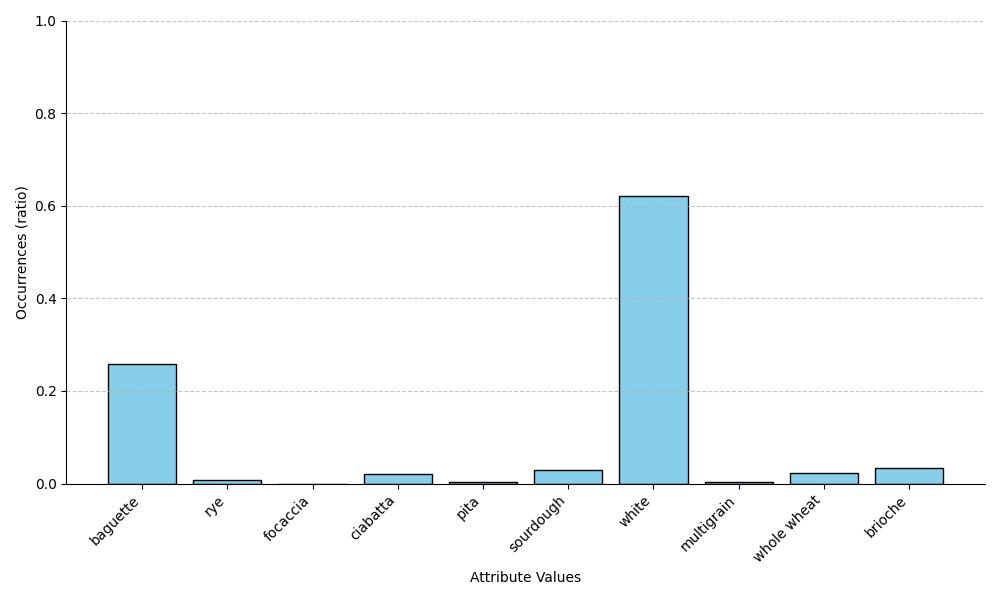 1.0
0.8
0.6
0.4
0.2
0.0
Occurrences (ratio)
baguette
rye
focaccia
ciabatta
pita
sourdough
white
multigrain
whole wheat
brioche
Attribute Values